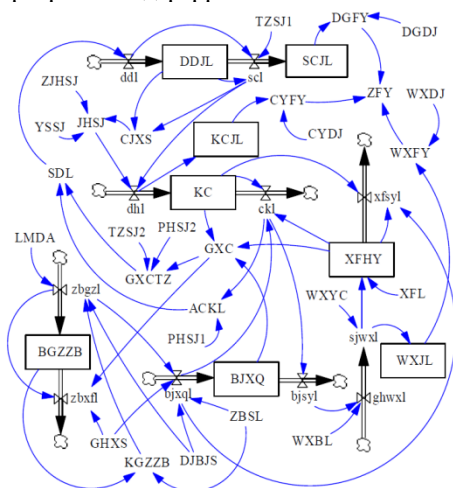 TZSJ1
DGFY
DGDJ
DDJL
SCJL
ddl
scl
ZJHSJ
CYFY
ZFY
WXDJ
JHSJ
CJXS
YSSJ
KCJL
CYDJ
WXFY
SDL
KC
dhl
ckl
xfsyl
TZSJ2
PHSJ2
LMDA
GXC
XFHY
zbgzl
GXCTZ
WXYC
XFL
ACKL
sjwxl
PHSJ1
WXJL
BGZZB
BJXQ
zbxfl
bjxql
bjsyl
ghwxl
ZBSL
GHXS
WXBL
KGZZB
DJBJS